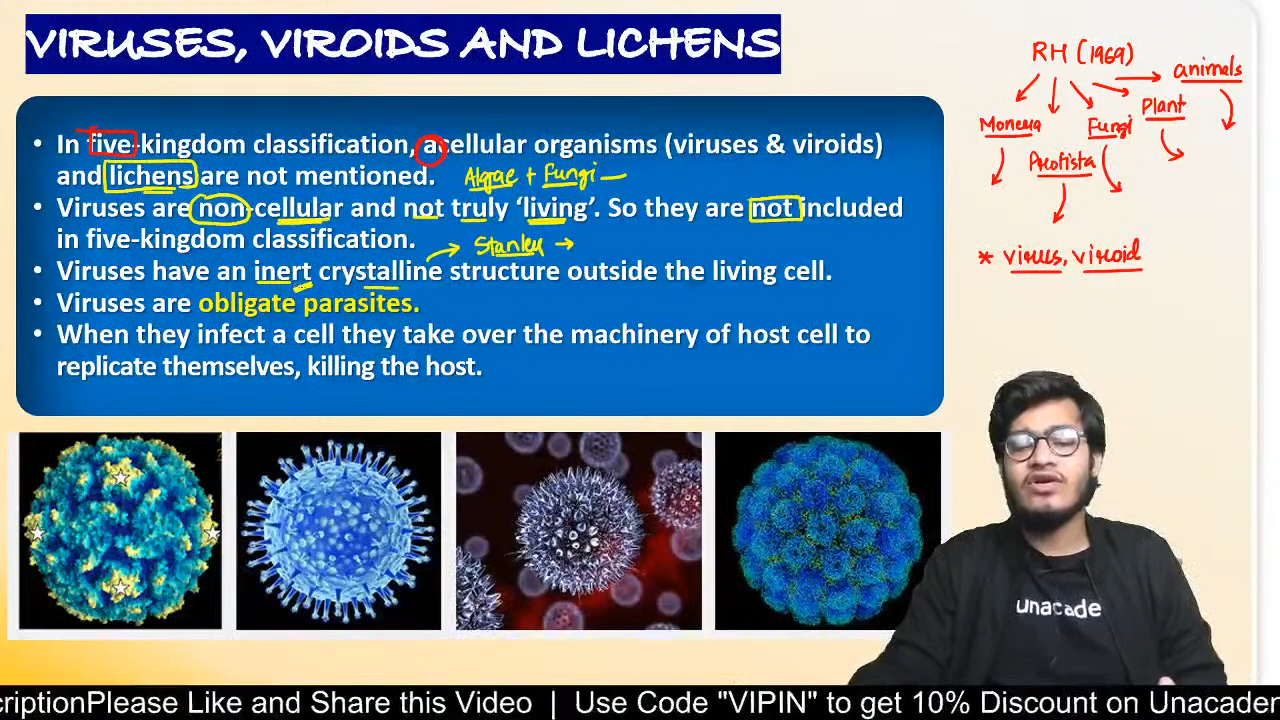 VIRUSES, VIROIDS AND LICHENS
• In five-kingdom classification, acellular organisms (viruses & viroids)
and lichens are not mentioned. Algae + Fungi
• Viruses are non-cellular and not truly ‘living’. So they are not included
in five-kingdom classification. → Stanley →
• Viruses have an inert crystalline structure outside the living cell.
• Viruses are obligate parasites.
• When they infect a cell they take over the machinery of host cell to
replicate themselves, killing the host.
RH (1969)
animals
Plant
Monera
Fungi
Protista
* virus, viroid
unacade
criptionPlease Like and Share this Video | Use Code "VIPIN" to get 10% Discount on Unacader